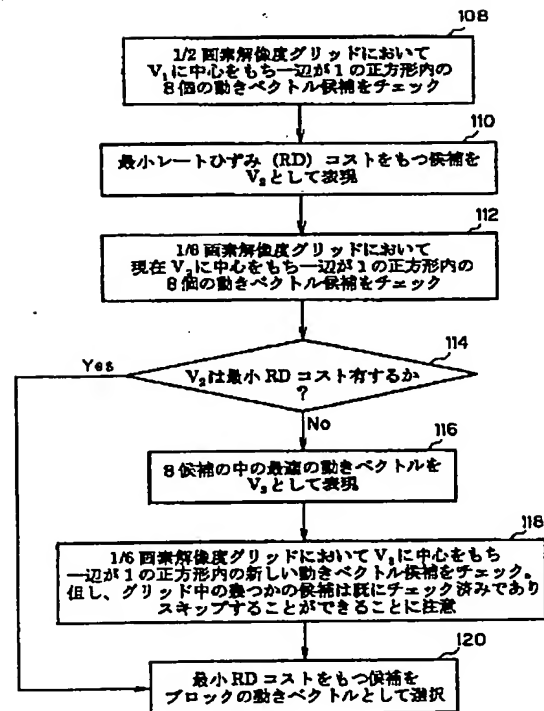 108
1/2 画素解像度グリッドにおいて
V₁に中心をもち一辺が1の正方形内の
8個の動きベクトル候補をチェック
110
最小レートひずみ (RD) コストをもつ候補を
V₂として表現
112
1/6 画素解像度グリッドにおいて
現在 V₂に中心をもち一辺が1の正方形内の
8個の動きベクトル候補をチェック
114
Yes
V₂は最小 RD コスト有するか
?
No
116
8候補の中の最適の動きベクトルを
V₃として表現
118
1/6 画素解像度グリッドにおいて V₃に中心をもち
一辺が1の正方形内の新しい動きベクトル候補をチェック。
但し、グリッド中の幾つかの候補は既にチェック済みであり
スキップすることができることに注意
120
最小 RD コストをもつ候補を
ブロックの動きベクトルとして選択